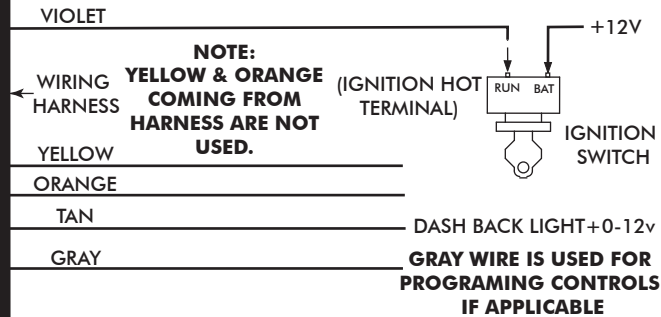 VIOLET
+12V
NOTE:
YELLOW & ORANGE
COMING FROM
HARNESS ARE NOT
USED.
WIRING
HARNESS
(IGNITION HOT
TERMINAL)
RUN BAT
IGNITION
SWITCH
YELLOW
ORANGE
TAN
DASH BACK LIGHT+0-12v
GRAY
GRAY WIRE IS USED FOR
PROGRAMING CONTROLS
IF APPLICABLE